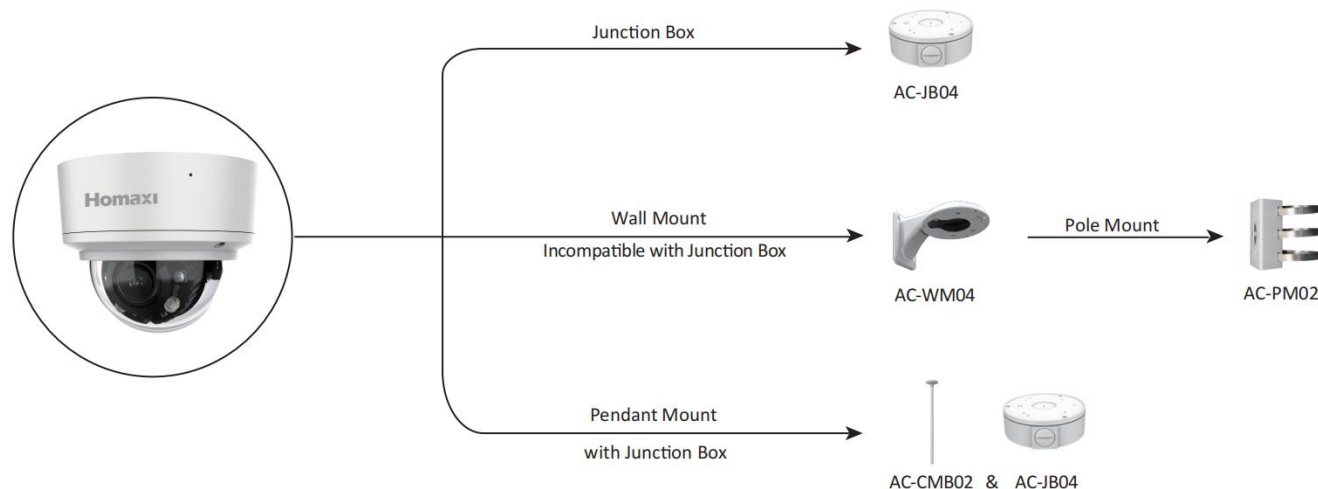 Junction Box
AC-JB04
Homaxi
Wall Mount
Incompatible with Junction Box
AC-WM04
Pole Mount
AC-PM02
Pendant Mount
with Junction Box
AC-CMB02 & AC-JB04